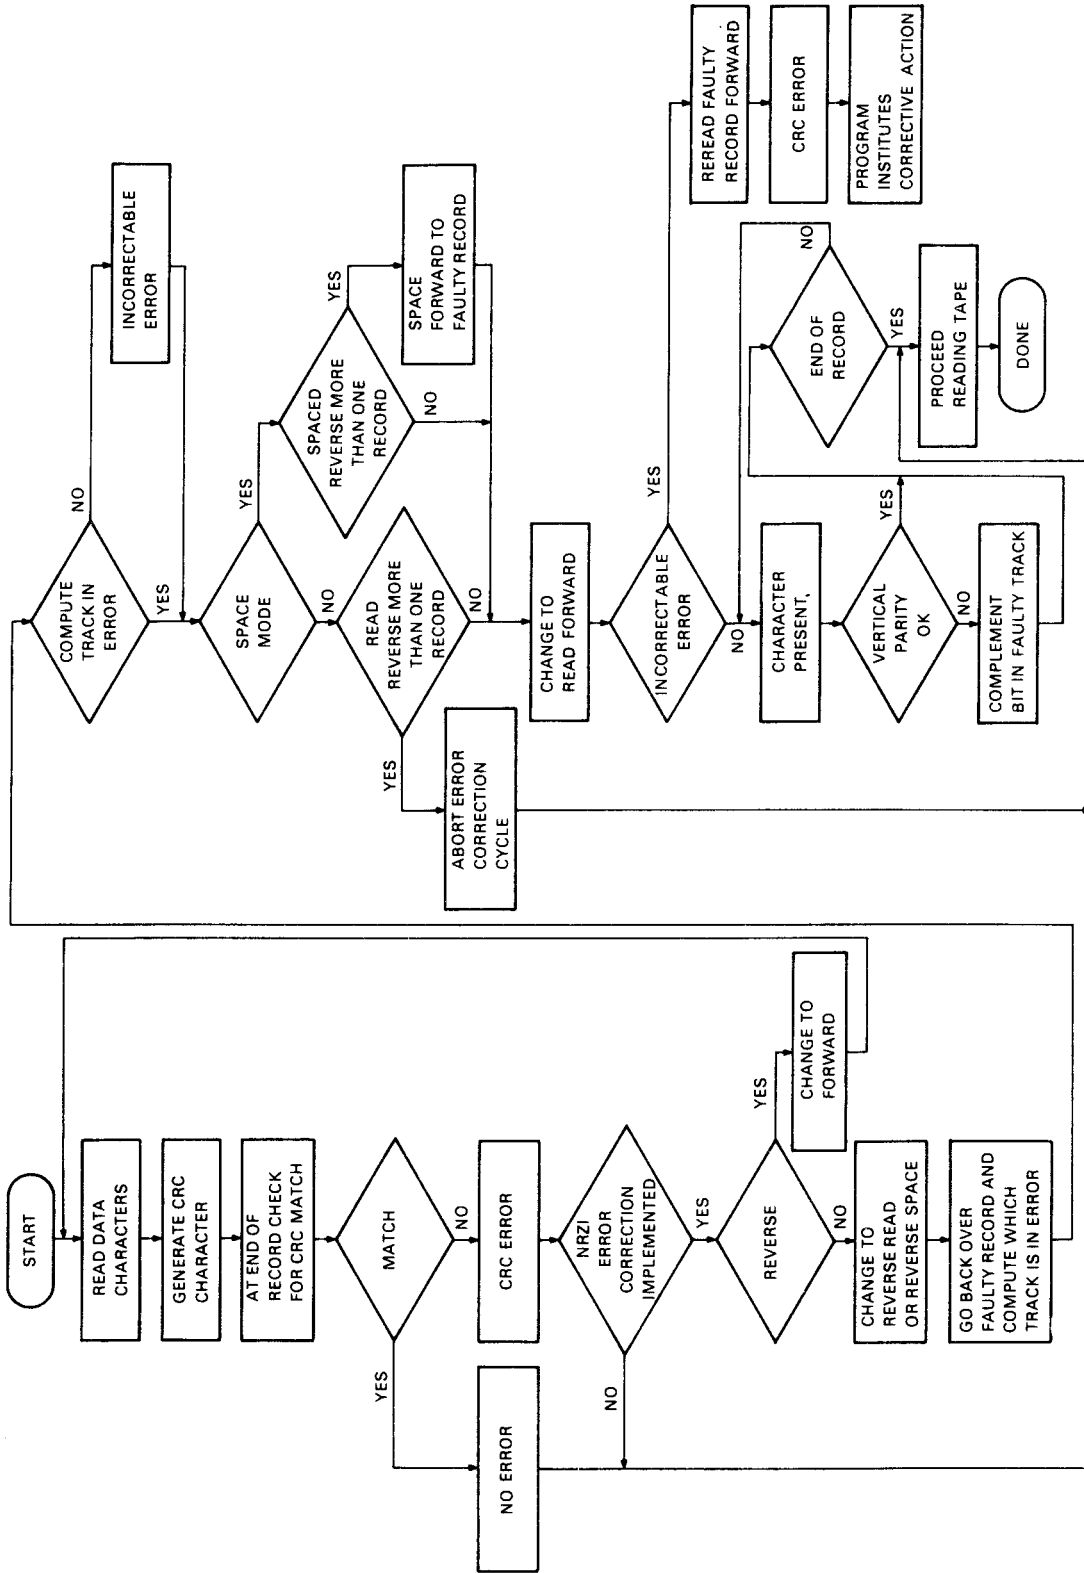 START
READ DATA
CHARACTERS
GENERATE CRC
CHARACTER
AT END OF
RECORD CHECK
FOR CRC MATCH
MATCH
YES
NO
NO ERROR
CRC ERROR
NRZI
ERROR
CORRECTION
IMPLEMENTED
NO
YES
REVERSE
YES
NO
CHANGE TO
FORWARD
CHANGE TO
REVERSE READ
OR REVERSE SPACE
GO BACK OVER
FAULTY RECORD AND
COMPUTE WHICH
TRACK IS IN ERROR
COMPUTE
TRACK IN
ERROR
NO
YES
INCORRECTABLE
ERROR
SPACE
MODE
YES
NO
SPACED
REVERSE MORE
THAN ONE
RECORD
YES
NO
SPACE
FORWARD TO
FAULTY RECORD
READ
REVERSE MORE
THAN ONE
RECORD
YES
NO
ABORT ERROR
CORRECTION
CYCLE
CHANGE TO
READ FORWARD
INCORRECTABLE
ERROR
YES
NO
REREAD FAULTY
RECORD FORWARD
CRC ERROR
PROGRAM
INSTITUTES
CORRECTIVE ACTION
CHARACTER
PRESENT,
VERTICAL
PARITY
OK
YES
NO
COMPLEMENT
BIT IN FAULTY TRACK
END OF
RECORD
NO
YES
PROCEED
READING TAPE
DONE